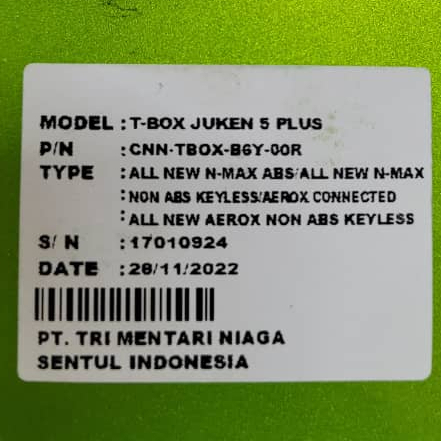 MODEL : T-BOX JUKEN 5 PLUS
P/N : CNN-TBOX-B6Y-00R
TYPE : ALL NEW N-MAX ABS/ALL NEW N-MAX
: NON ABS KEYLESS/AEROX CONNECTED
: ALL NEW AEROX NON ABS KEYLESS
S/N : 17010924
DATE : 28/11/2022
PT. TRI MENTARI NIAGA
SENTUL INDONESIA